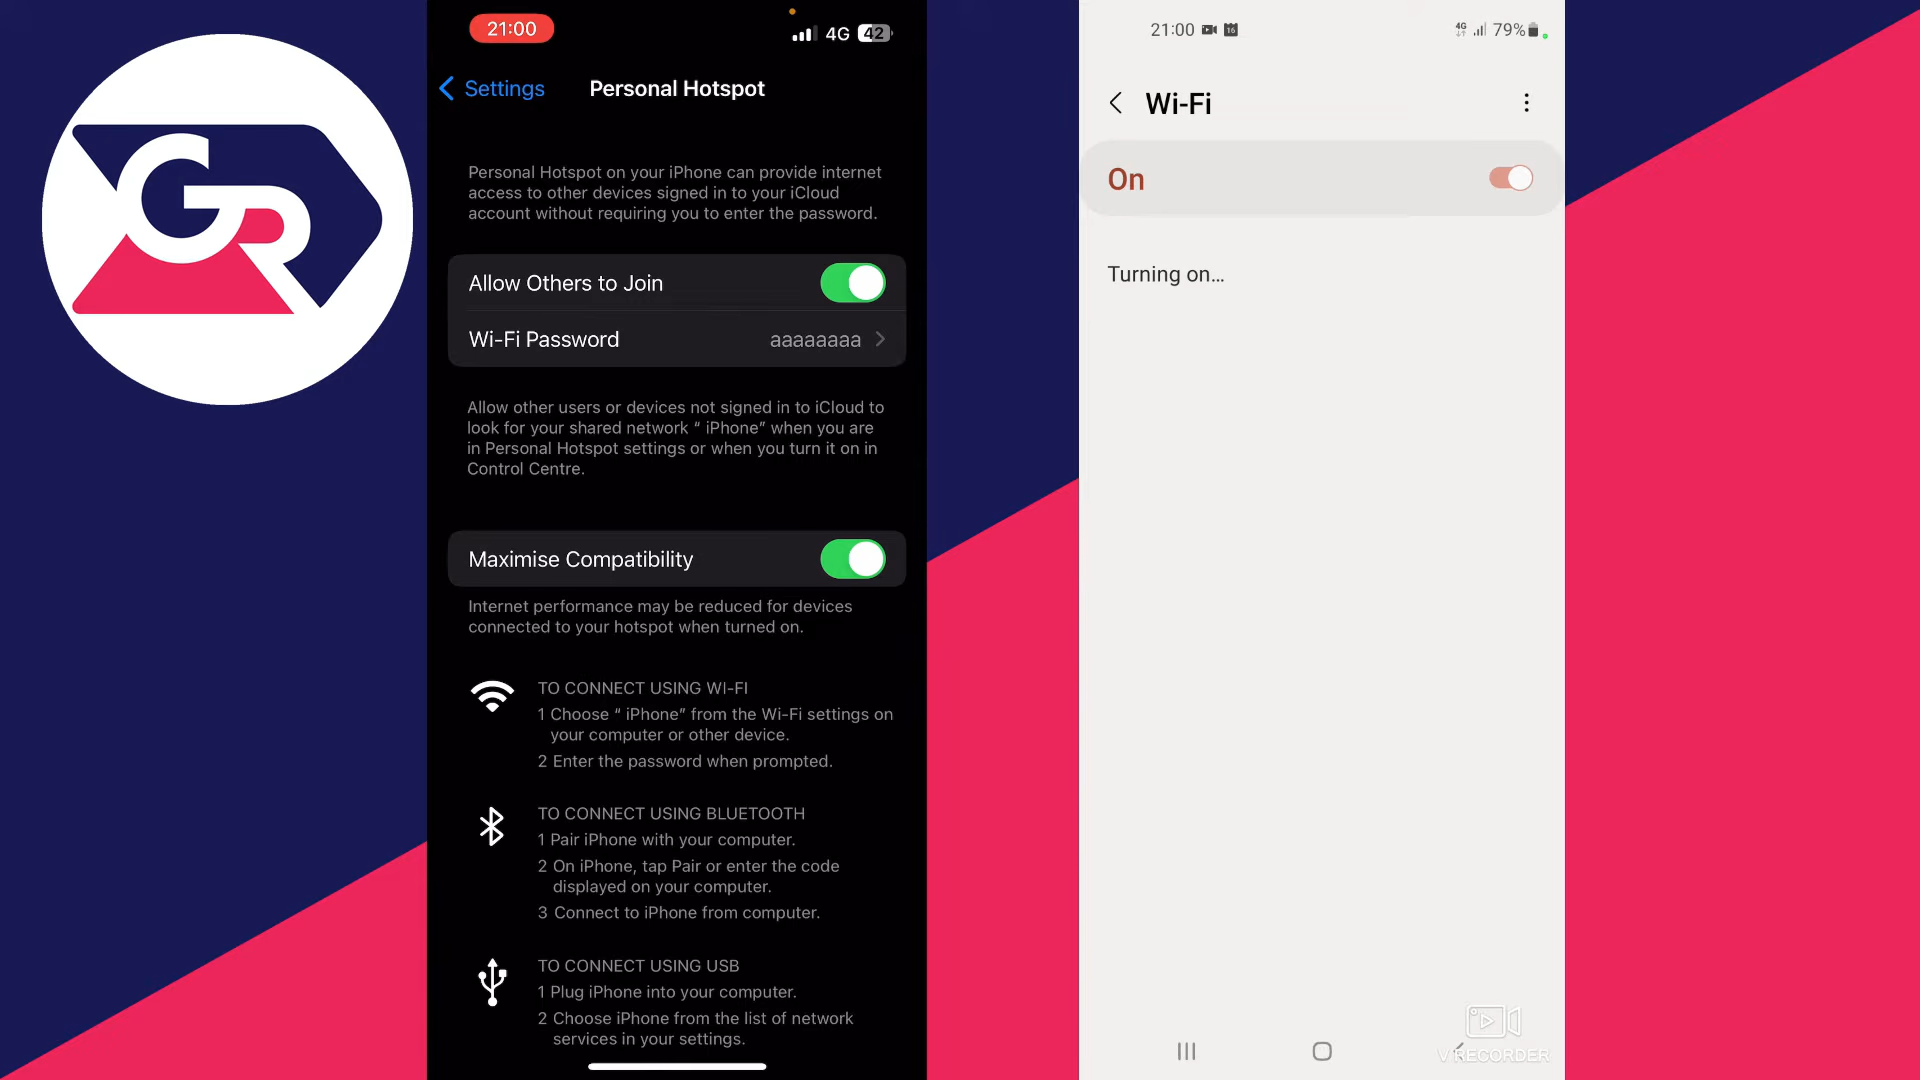 GR
21:00
4G 42
Settings
Personal Hotspot
Personal Hotspot on your iPhone can provide internet
access to other devices signed in to your iCloud
account without requiring you to enter the password.
Allow Others to Join
Wi-Fi Password aaaaaaaa
Allow other users or devices not signed in to iCloud to
look for your shared network “ iPhone” when you are
in Personal Hotspot settings or when you turn it on in
Control Centre.
Maximise Compatibility
Internet performance may be reduced for devices
connected to your hotspot when turned on.
TO CONNECT USING WI-FI
1 Choose “ iPhone” from the Wi-Fi settings on
your computer or other device.
2 Enter the password when prompted.
TO CONNECT USING BLUETOOTH
1 Pair iPhone with your computer.
2 On iPhone, tap Pair or enter the code
displayed on your computer.
3 Connect to iPhone from computer.
TO CONNECT USING USB
1 Plug iPhone into your computer.
2 Choose iPhone from the list of network
services in your settings.
21:00 16
4G 79%
Wi-Fi
On
Turning on...
V RECORDER